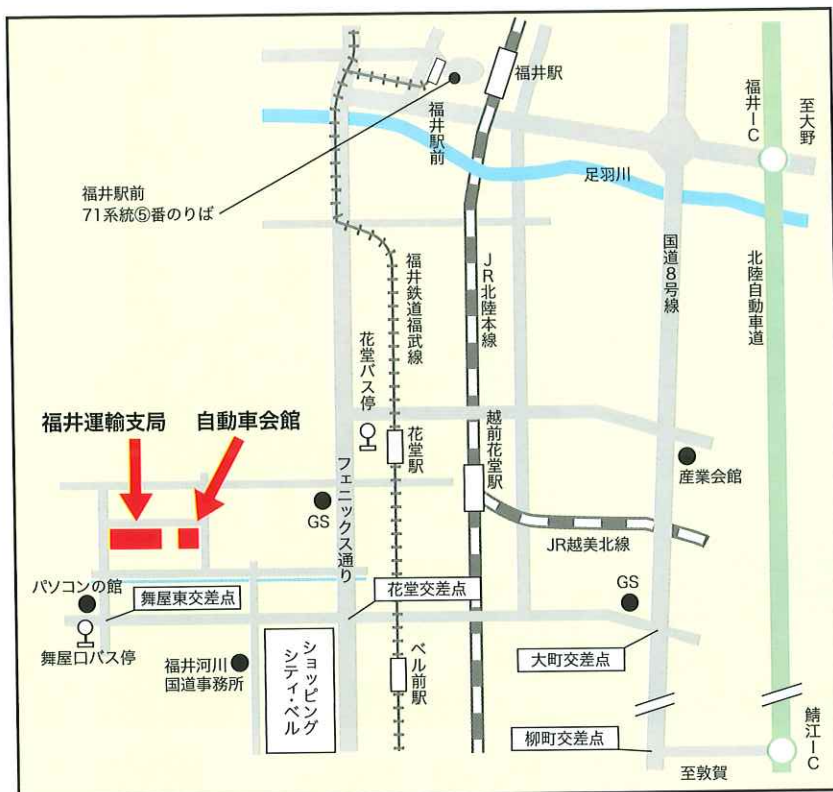 福井駅
福井駅前
福井IC
至大野
足羽川
福井駅前
71系統⑤番のりば
福井鉄道福武線
JR北陸本線
国道8号線
北陸自動車道
花堂バス停
福井運輸支局
自動車会館
花堂駅
越前花堂駅
産業会館
フェニックス通り
GS
JR越美北線
パソコンの館
舞屋東交差点
花堂交差点
GS
舞屋口バス停
福井河川
国道事務所
ショッピング
シティ・ベル
ベル前駅
大町交差点
柳町交差点
鯖江IC
至敦賀